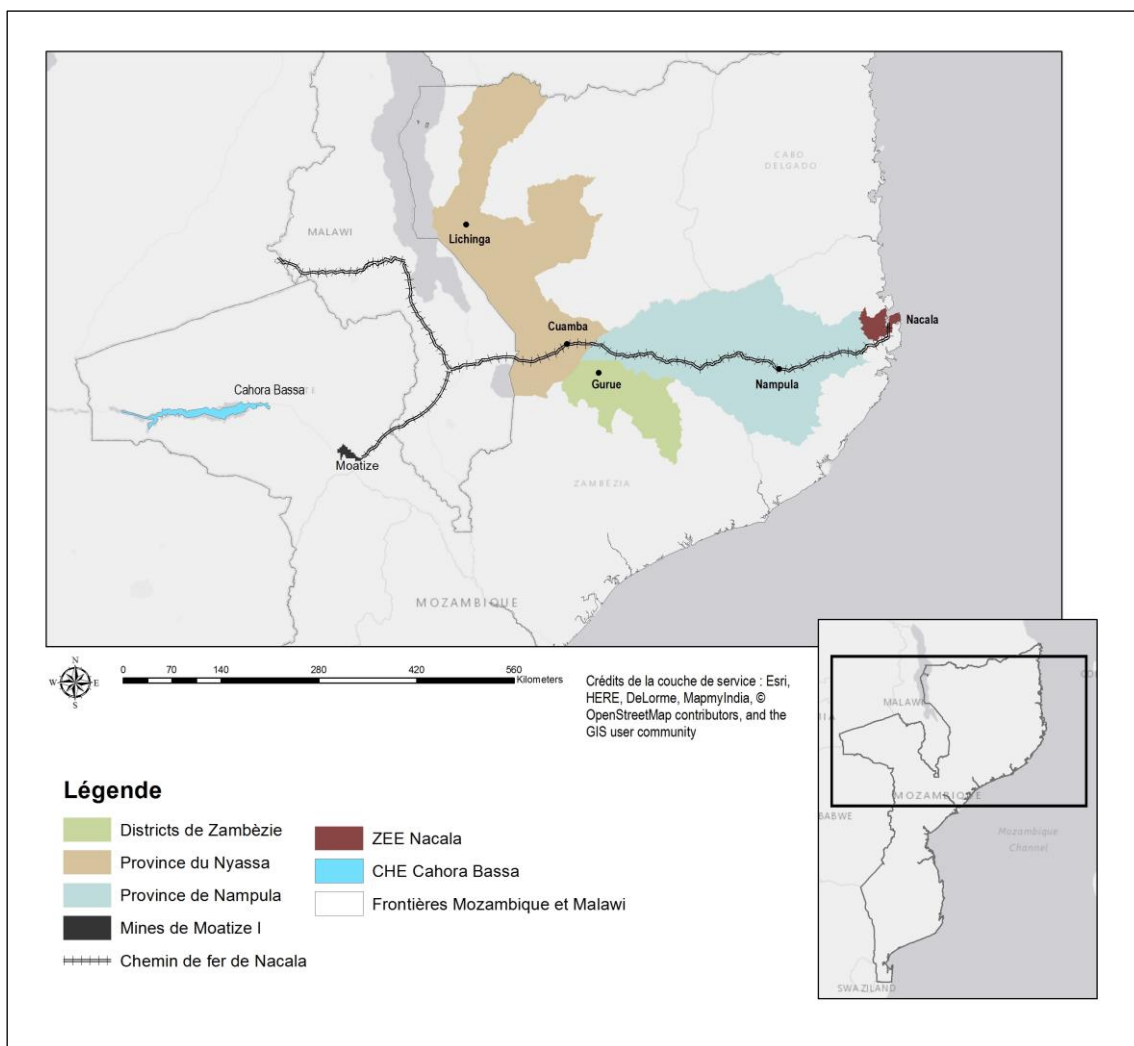 CABO
DELGADO
MALAWI
Lichinga
Nacala
Cuamba
Gurue
Nampula
Cahora Bassa
TE
Moatize
ZAMBÈZIA
MOZAMBIQUE
N
W E
S
0 70 140 280 420 560
Kilometers
Crédits de la couche de service : Esri,
HERE, DeLorme, MapmyIndia, ©
OpenStreetMap contributors, and the
GIS user community
Légende
Districts de Zambèzie
Province du Nyassa
Province de Nampula
Mines de Moatize I
Chemin de fer de Nacala
ZEE Nacala
CHE Cahora Bassa
Frontières Mozambique et Malawi
MALAWI
MOZAMBIQUE
BABWE
Mozambique
Channel
SWAZILAND